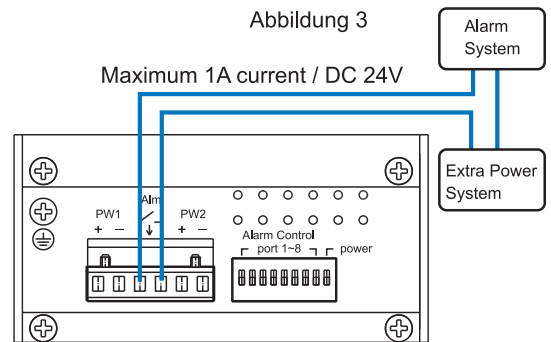 Abbildung 3
Alarm
System
Maximum 1A current / DC 24V
Extra Power
System
Alm
PW1
PW2
+ − + −
Alarm Control
port 1~8 power